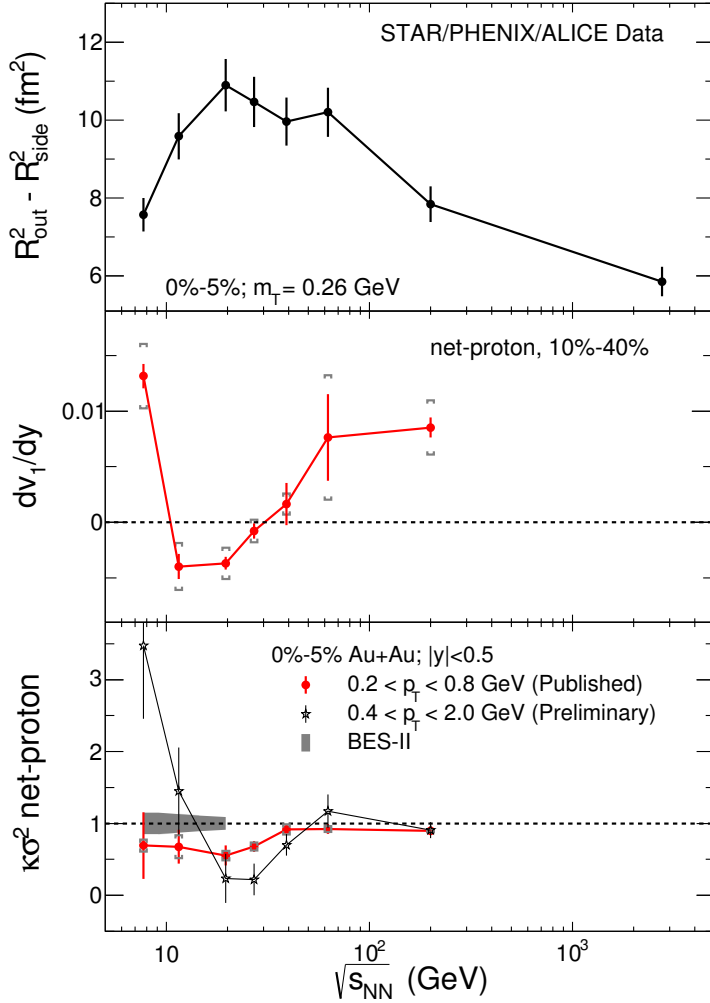 STAR/PHENIX/ALICE Data
12
10
8
6
R²out - R²side (fm²)
0%-5%; mT = 0.26 GeV
net-proton, 10%-40%
0.01
0
dv1/dy
0%-5% Au+Au; |y|<0.5
0.2 < pT < 0.8 GeV (Published)
0.4 < pT < 2.0 GeV (Preliminary)
BES-II
3
2
1
0
κσ² net-proton
10 10² 10³
√sNN (GeV)